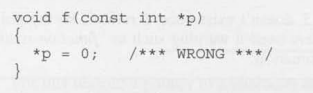 void f(const int *p)
{
  *p = 0;    /*** WRONG ***/
}